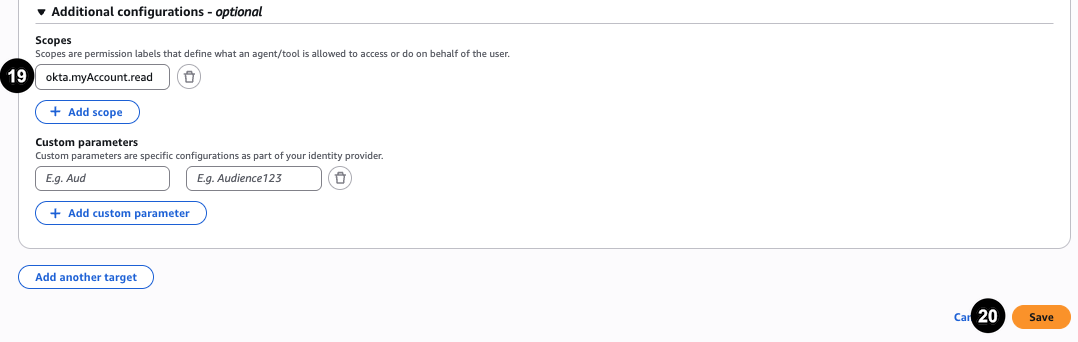 ▼ Additional configurations - optional
Scopes
Scopes are permission labels that define what an agent/tool is allowed to access or do on behalf of the user.
19 okta.myAccount.read
+ Add scope
Custom parameters
Custom parameters are specific configurations as part of your identity provider.
E.g. Aud E.g. Audience123
+ Add custom parameter
Add another target
20 Save